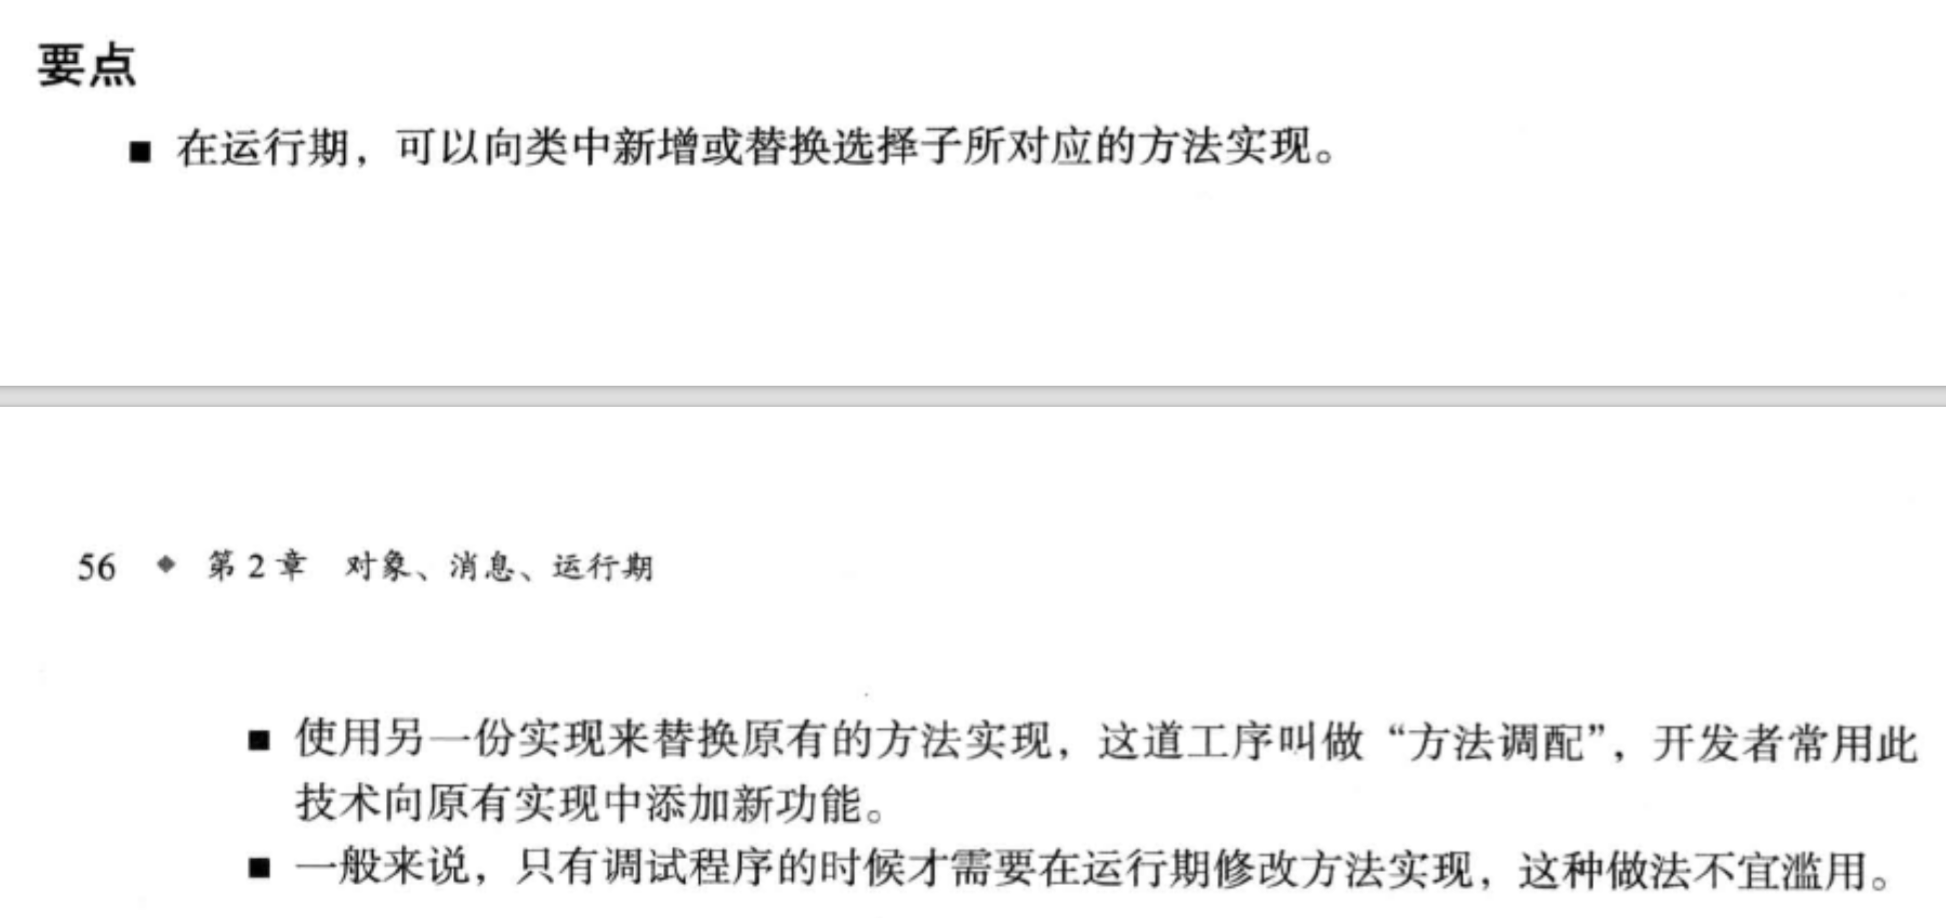 要点
■ 在运行期，可以向类中新增或替换选择子所对应的方法实现。
56 ◆ 第2章 对象、消息、运行期
■ 使用另一份实现来替换原有的方法实现，这道工序叫做“方法调配”，开发者常用此
技术向原有实现中添加新功能。
■ 一般来说，只有调试程序的时候才需要在运行期修改方法实现，这种做法不宜滥用。